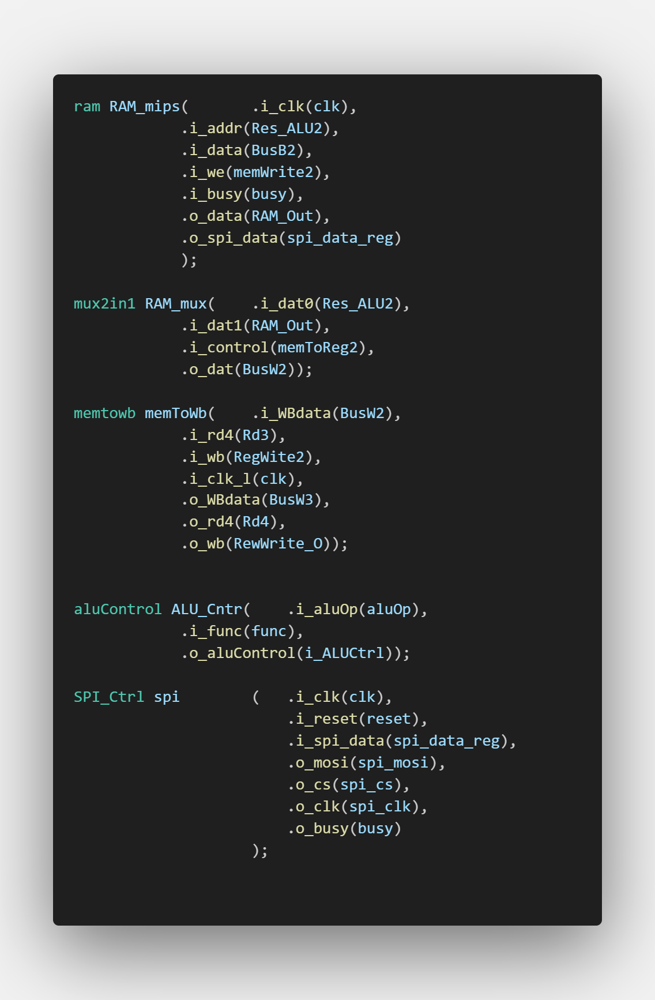 ram RAM_mips(       .i_clk(clk),
            .i_addr(Res_ALU2),
            .i_data(BusB2),
            .i_we(memWrite2),
            .i_busy(busy),
            .o_data(RAM_Out),
            .o_spi_data(spi_data_reg)
            );
mux2in1 RAM_mux(    .i_dat0(Res_ALU2),
            .i_dat1(RAM_Out),
            .i_control(memToReg2),
            .o_dat(BusW2));
memtowb memToWb(    .i_WBdata(BusW2),
            .i_rd4(Rd3),
            .i_wb(RegWite2),
            .i_clk_l(clk),
            .o_WBdata(BusW3),
            .o_rd4(Rd4),
            .o_wb(RewWrite_O));
aluControl ALU_Cntr(    .i_aluOp(aluOp),
            .i_func(func),
            .o_aluControl(i_ALUCtrl));
SPI_Ctrl spi        (   .i_clk(clk),
                        .i_reset(reset),
                        .i_spi_data(spi_data_reg),
                        .o_mosi(spi_mosi),
                        .o_cs(spi_cs),
                        .o_clk(spi_clk),
                        .o_busy(busy)
                    );